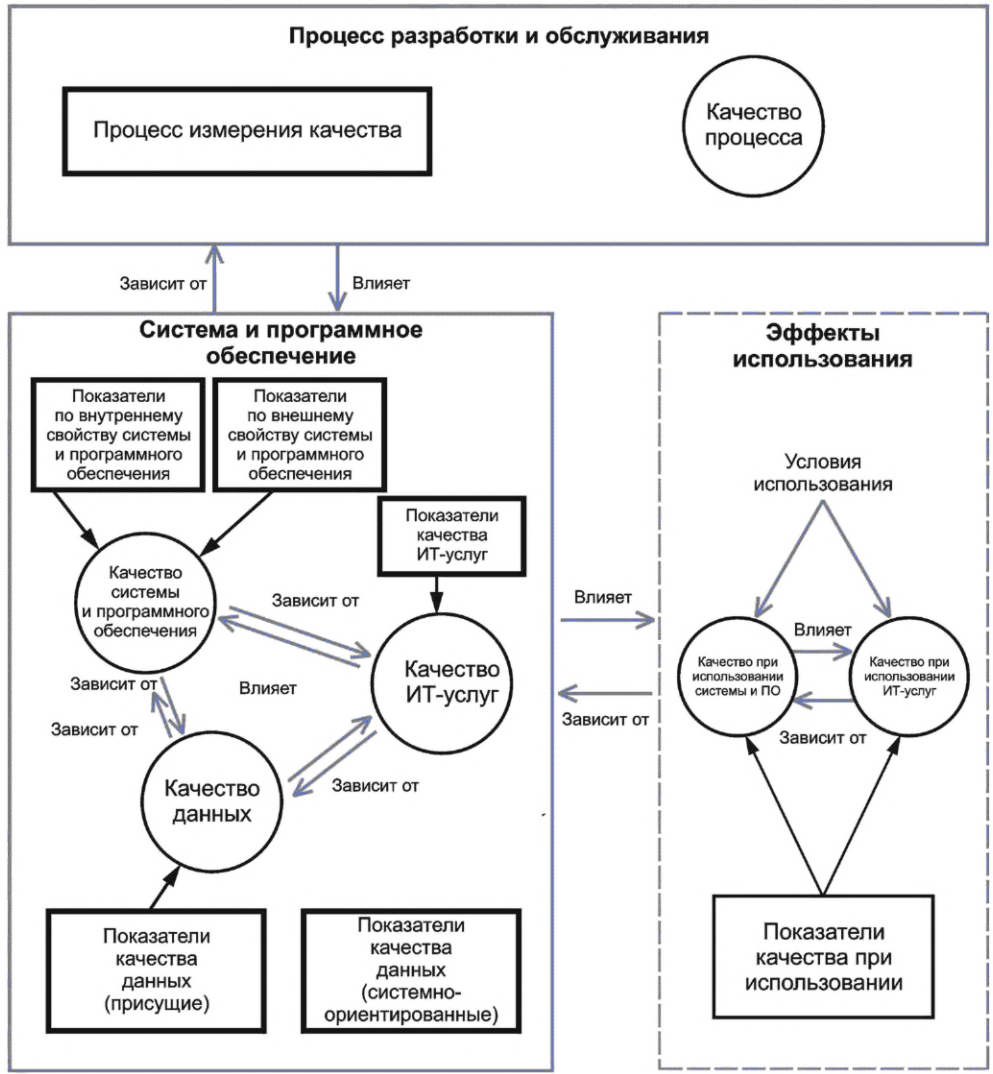 Процесс разработки и обслуживания
Процесс измерения качества
Качество
процесса
Зависит от
Влияет
Система и программное
обеспечение
Показатели
по внутреннему
свойству системы
и программного
обеспечения
Показатели
по внешнему
свойству системы
и программного
обеспечения
Показатели
качества
ИТ-услуг
Качество
системы
и программного
обеспечения
Зависит от
Качество
ИТ-услуг
Зависит от
Влияет
Зависит от
Качество
данных
Зависит от
Показатели
качества
данных
(присущие)
Показатели
качества
данных
(системно-
ориентированные)
Влияет
Зависит от
Эффекты
использования
Условия
использования
Качество при
использовании
системы и ПО
Влияет
Качество при
использовании
ИТ-услуг
Зависит от
Показатели
качества при
использовании